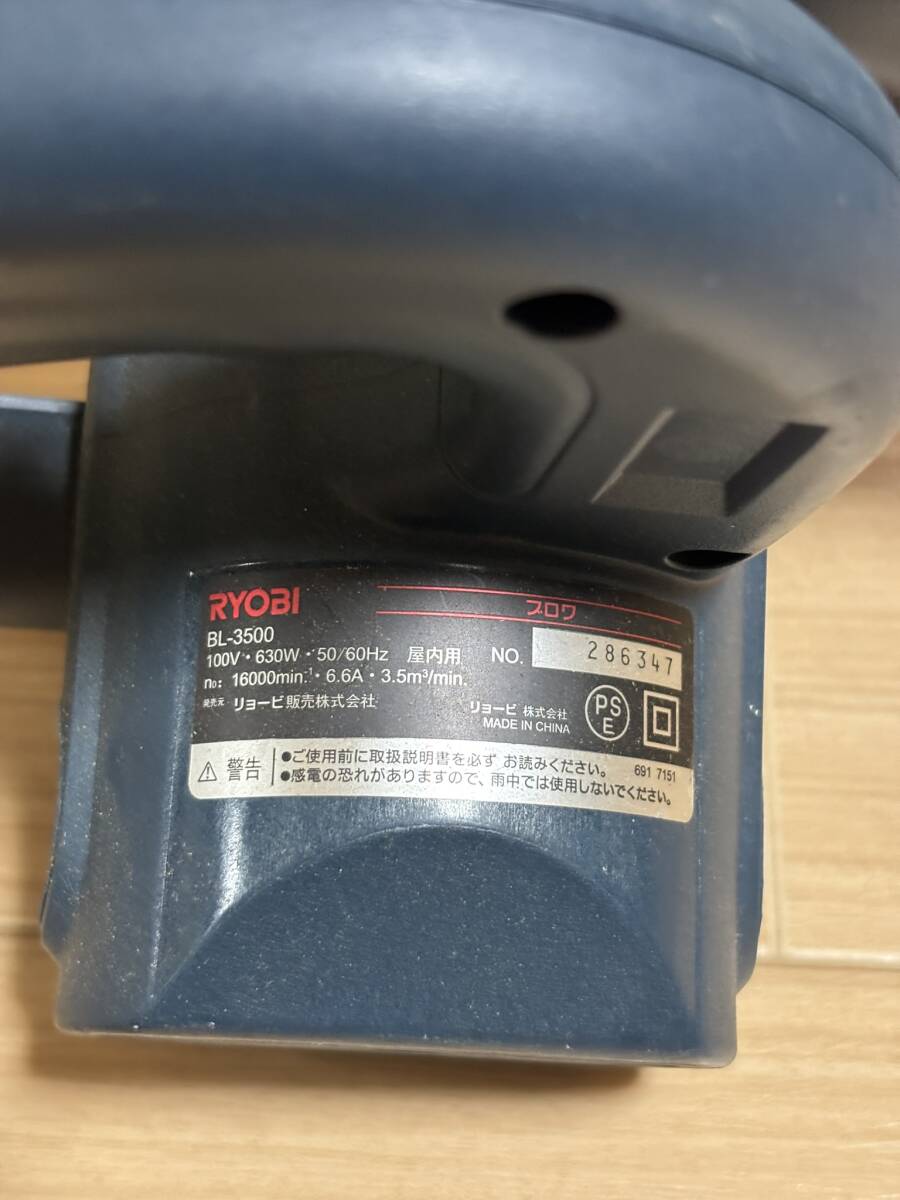 RYOBI
ブロワ
BL-3500
100V・630W・50/60Hz 屋内用 NO. 286347
n₀: 16000min⁻¹・6.6A・3.5m³/min.
発売元 リョービ販売株式会社
リョービ 株式会社
MADE IN CHINA
PS
E
警告
●ご使用前に取扱説明書を必ず お読みください。
●感電の恐れがありますので、雨中では使用しないでください。
691 7151